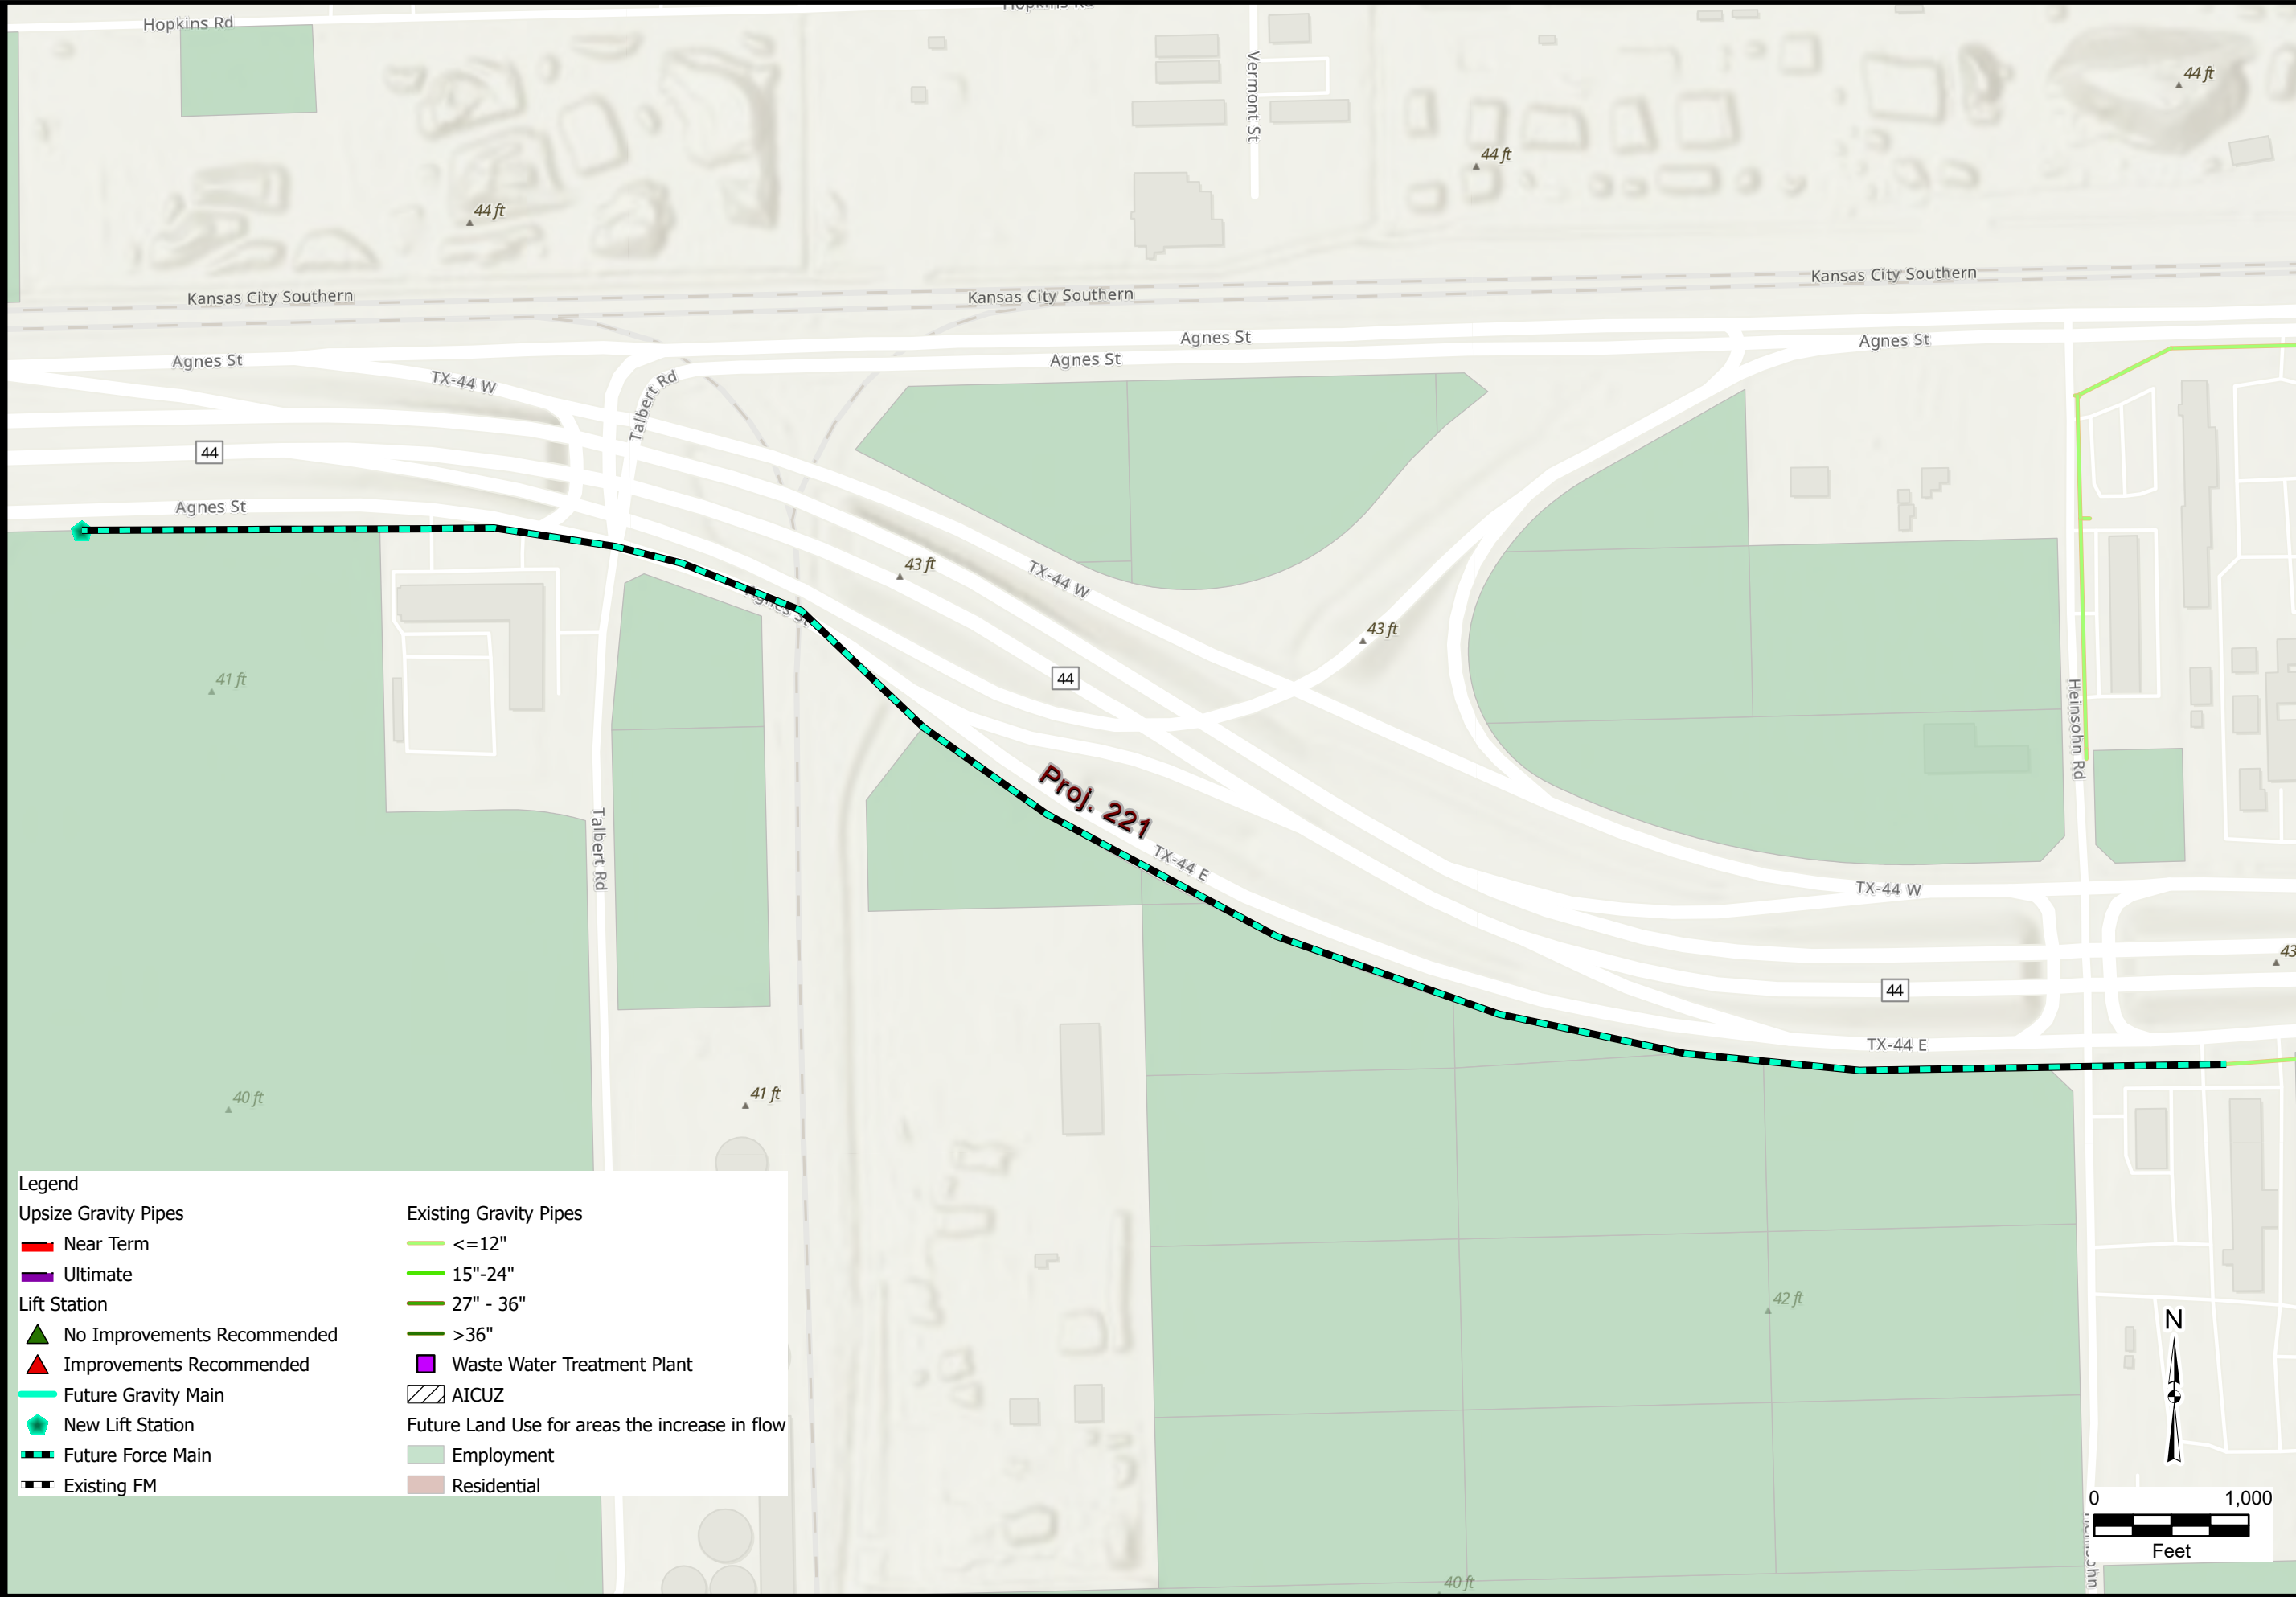 Hopkins Rd
Hopkins Rd
Vermont St
44 ft
44 ft
44 ft
Kansas City Southern
Kansas City Southern
Kansas City Southern
Agnes St
Agnes St
Agnes St
Agnes St
TX-44 W
Talbert Rd
44
Agnes St
43 ft
TX-44 W
Agnes St
43 ft
41 ft
44
Heinsohn Rd
Proj. 221
Talbert Rd
TX-44 E
TX-44 W
43
44
TX-44 E
40 ft
41 ft
42 ft
40 ft
Legend
Upsize Gravity Pipes
Near Term
Ultimate
Lift Station
No Improvements Recommended
Improvements Recommended
Future Gravity Main
New Lift Station
Future Force Main
Existing FM
Existing Gravity Pipes
<=12"
15"-24"
27" - 36"
>36"
Waste Water Treatment Plant
AICUZ
Future Land Use for areas the increase in flow
Employment
Residential
N
0 1,000
Feet